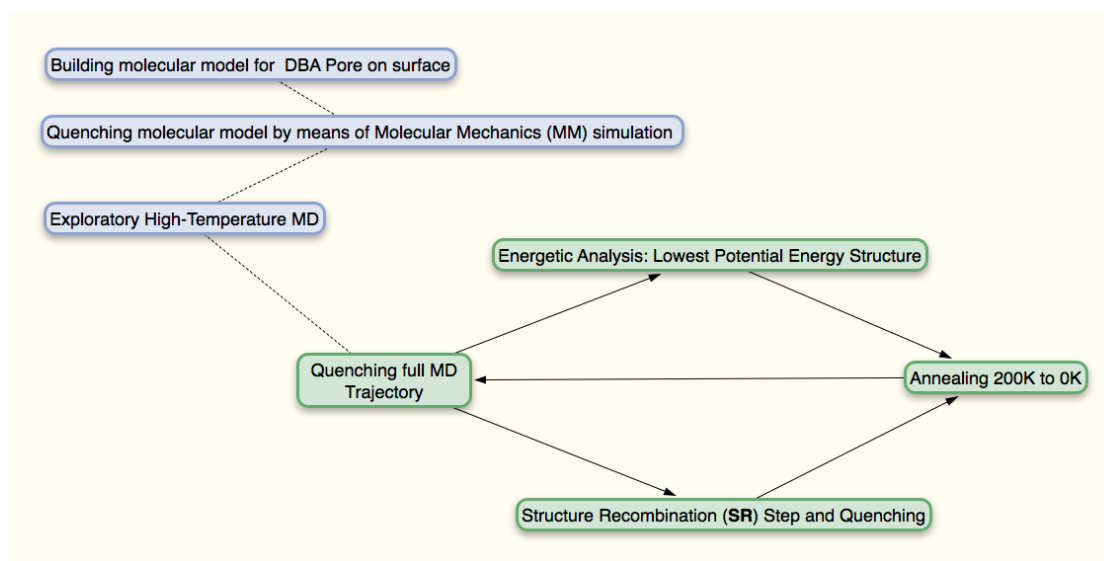 Building molecular model for DBA Pore on surface
Quenching molecular model by means of Molecular Mechanics (MM) simulation
Exploratory High-Temperature MD
Energetic Analysis: Lowest Potential Energy Structure
Quenching full MD
Trajectory
Annealing 200K to 0K
Structure Recombination (SR) Step and Quenching